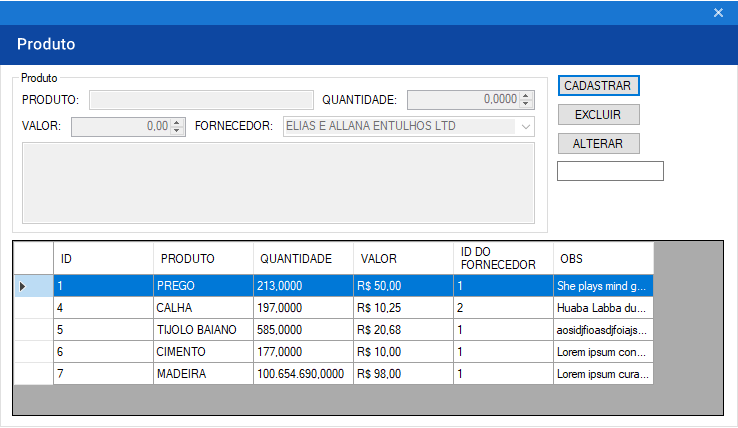 Produto
Produto
PRODUTO:
QUANTIDADE: 0,0000
CADASTRAR
EXCLUIR
VALOR: 0,00 FORNECEDOR: ELIAS E ALLANA ENTULHOS LTD
ALTERAR
ID PRODUTO QUANTIDADE VALOR ID DO FORNECEDOR OBS
1 PREGO 213,0000 R$ 50,00 1 She plays mind g...
4 CALHA 197,0000 R$ 10,25 2 Huaba Labba du...
5 TIJOLO BAIANO 585,0000 R$ 20,68 1 aosidjfioasdjfoiajs...
6 CIMENTO 177,0000 R$ 10,00 1 Lorem ipsum con...
7 MADEIRA 100.654.690,0000 R$ 98,00 1 Lorem ipsum cura...